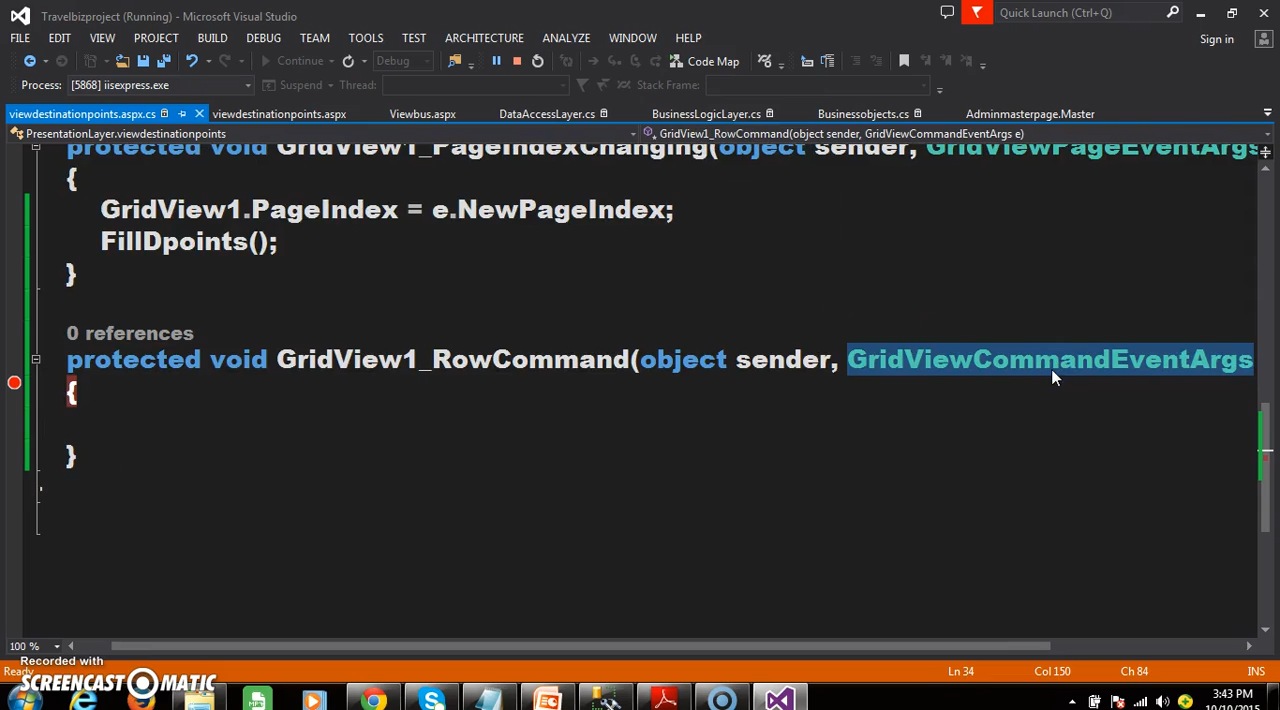 Travelbizproject (Running) - Microsoft Visual Studio
Quick Launch (Ctrl+Q)
FILE EDIT VIEW PROJECT BUILD DEBUG TEAM TOOLS TEST ARCHITECTURE ANALYZE WINDOW HELP
Sign in
Continue Debug Code Map
Process: [5868] iisexpress.exe Suspend Thread: Stack Frame:
viewdestinationpoints.aspx.cs viewdestinationpoints.aspx Viewbus.aspx DataAccessLayer.cs BusinessLogicLayer.cs Businessobjects.cs Adminmasterpage.Master
PresentationLayer.viewdestinationpoints GridView1_RowCommand(object sender, GridViewCommandEventArgs e)
protected void GridView1_PageIndexChanging(object sender, GridViewPageEventArgs
{
GridView1.PageIndex = e.NewPageIndex;
FillDpoints();
}
0 references
protected void GridView1_RowCommand(object sender, GridViewCommandEventArgs
{
}
100 %
Recorded with
Ready Ln 34 Col 150 Ch 84 INS
SCREENCAST MATIC
3:43 PM
10/10/2015